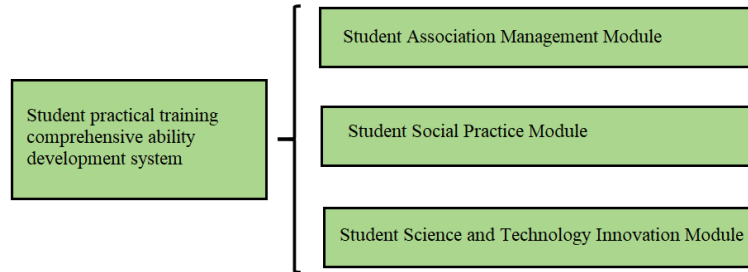 Student Association Management Module
Student practical training
comprehensive ability
development system
Student Social Practice Module
Student Science and Technology Innovation Module